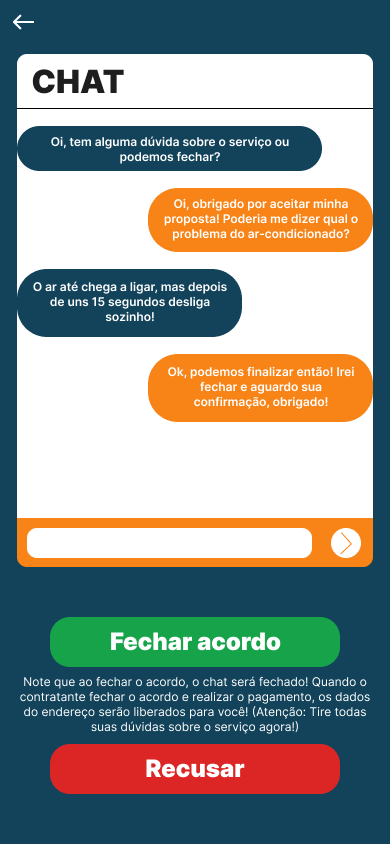 CHAT
Oi, tem alguma dúvida sobre o serviço ou
podemos fechar?
Oi, obrigado por aceitar minha
proposta! Poderia me dizer qual o
problema do ar-condicionado?
O ar até chega a ligar, mas depois
de uns 15 segundos desliga
sozinho!
Ok, podemos finalizar então! Irei
fechar e aguardo sua
confirmação, obrigado!
Fechar acordo
Note que ao fechar o acordo, o chat será fechado! Quando o
contratante fechar o acordo e realizar o pagamento, os dados
do endereço serão liberados para você! (Atenção: Tire todas
suas dúvidas sobre o serviço agora!)
Recusar